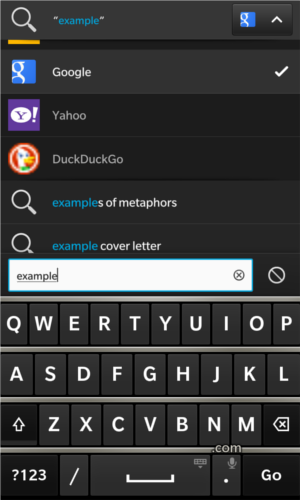 "example"
Google
Yahoo
DuckDuckGo
examples of metaphors
example cover letter
example
Q W E R T Y U I O P
A S D F G H J K L
Z X C V B N M
.com
?123 / . Go